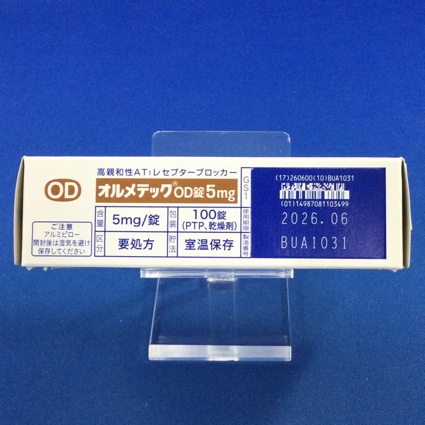 OD
ご注意
アルミピロー
開封後は湿気を避け
保存してください
高親和性AT1レセプターブロッカー
オルメテック®OD錠5mg
含量 5mg/錠 包装 100錠
(PTP、乾燥剤)
区分 要処方 貯法 室温保存
GS1
使用期限
製造番号
(17)260600(10)BUA1031
(01)14987081103499
2026.06
BUA1031